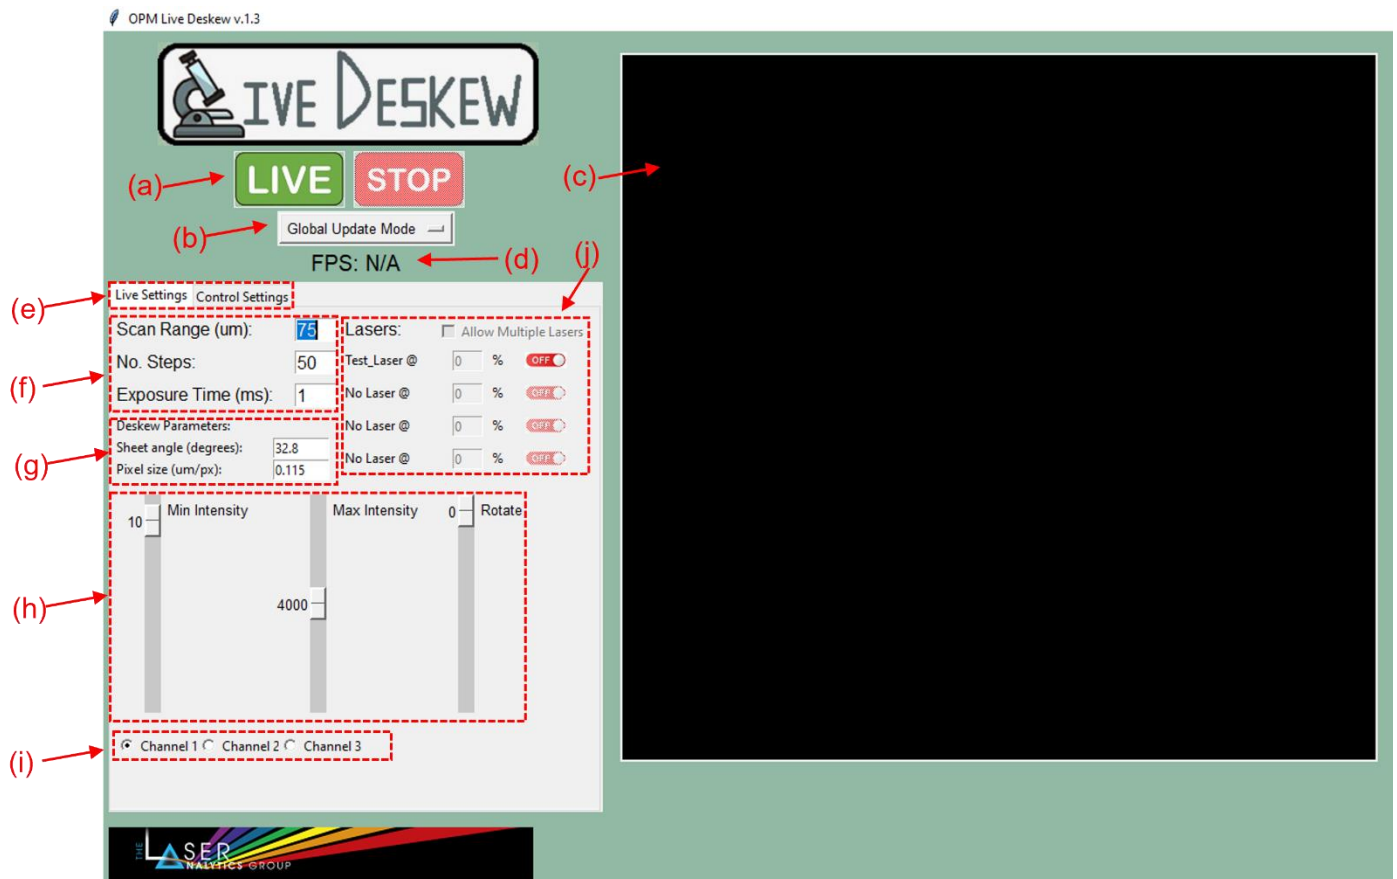 OPM Live Deskew v.1.3
LIVE DESKEW
(a)
LIVE
STOP
(c)
(b)
Global Update Mode
FPS: N/A
(d)
(j)
(e)
Live Settings
Control Settings
(f)
Scan Range (um):
75
No. Steps:
50
Exposure Time (ms):
1
Lasers:
Allow Multiple Lasers
Test_Laser @
0
%
OFF
No Laser @
0
%
OFF
No Laser @
0
%
OFF
No Laser @
0
%
OFF
(g)
Deskew Parameters:
Sheet angle (degrees):
32.8
Pixel size (um/px):
0.115
(h)
10
Min Intensity
4000
Max Intensity
0
Rotate
(i)
Channel 1
Channel 2
Channel 3
THE LASER
ANALYTICS GROUP